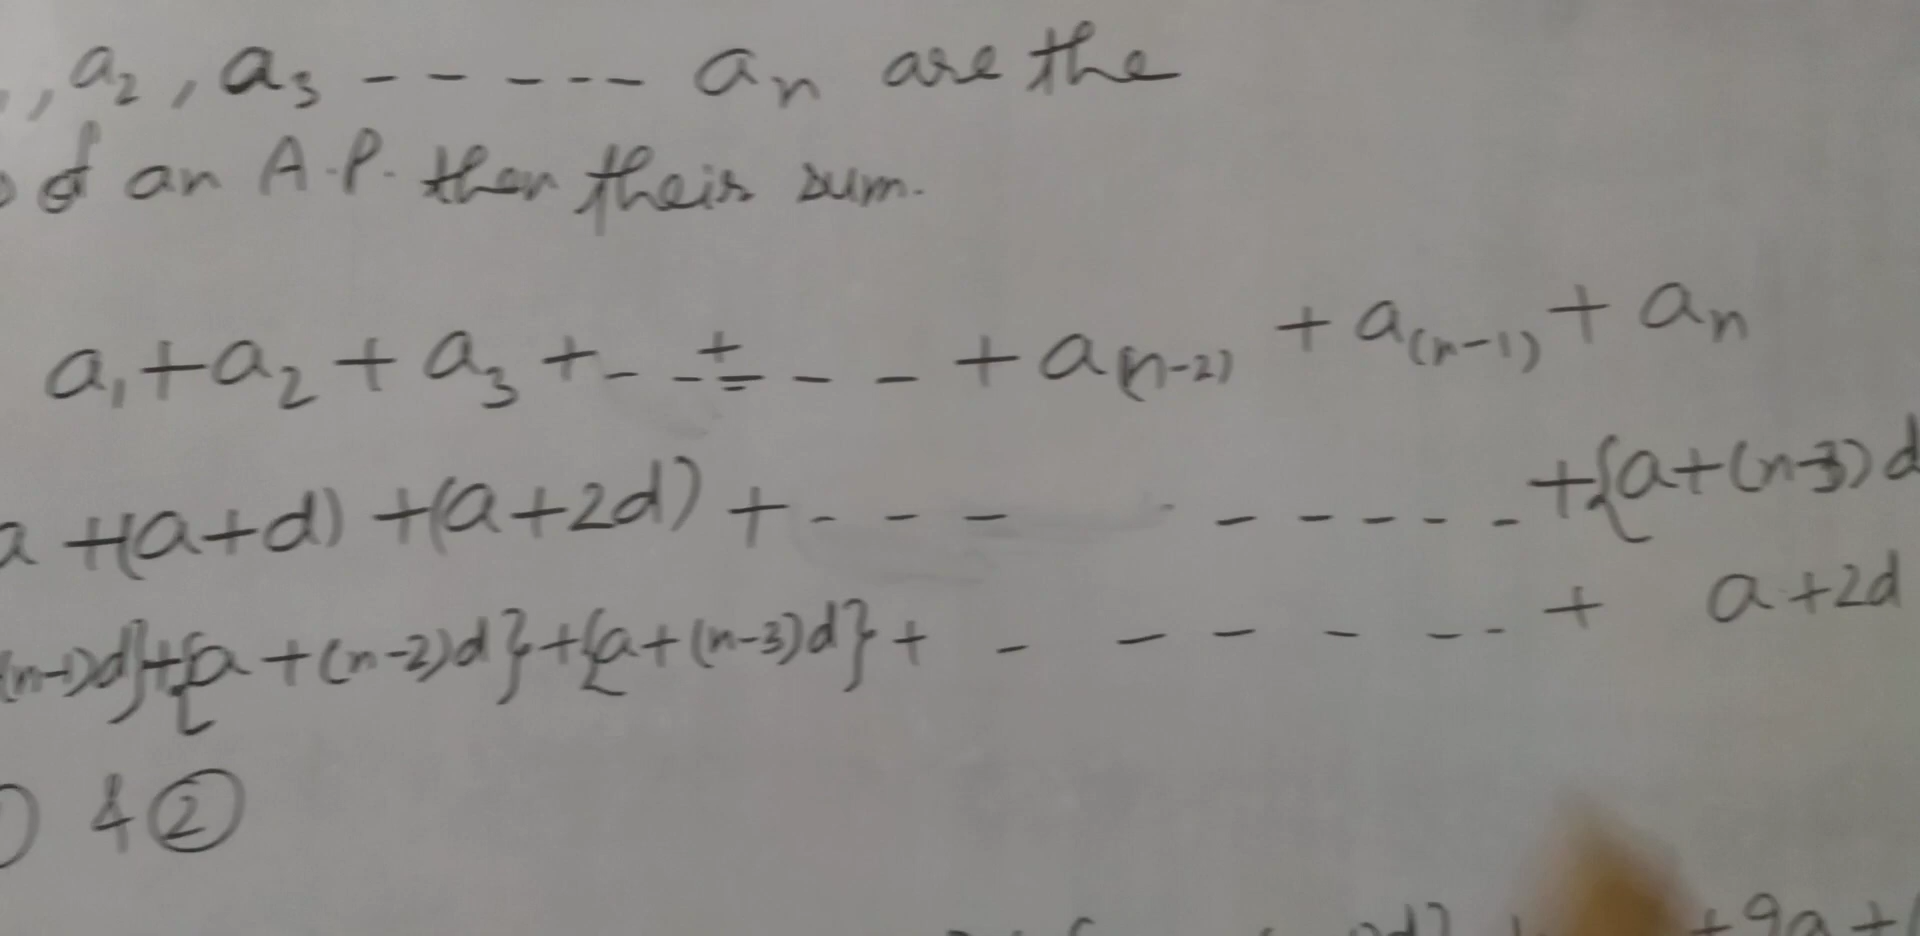 , a₂, a₃ ------ aₙ are the
of an A.P. then their sum.
a₁ + a₂ + a₃ + - - - - - + a₍ₙ₋₂₎ + a₍ₙ₋₁₎ + aₙ
a + (a+d) + (a+2d) + - - - - - - - - + {a+(n-3)d
(n-1)d} + {a + (n-2)d} + {a+(n-3)d} + - - - - - - + a+2d
) & ②